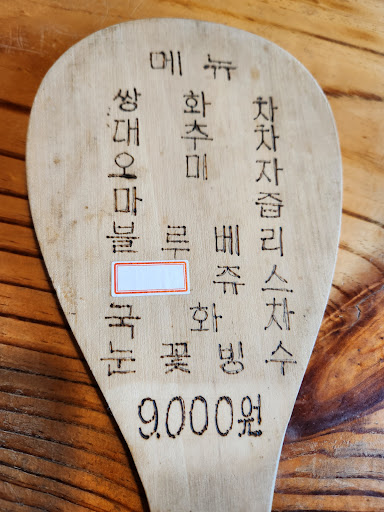 메 뉴
쌍 화 차
대 추 차
오 미 자
마 즙
블 루 베 리
쥬 스
국 화 차
눈 꽃 빙 수
9.000원